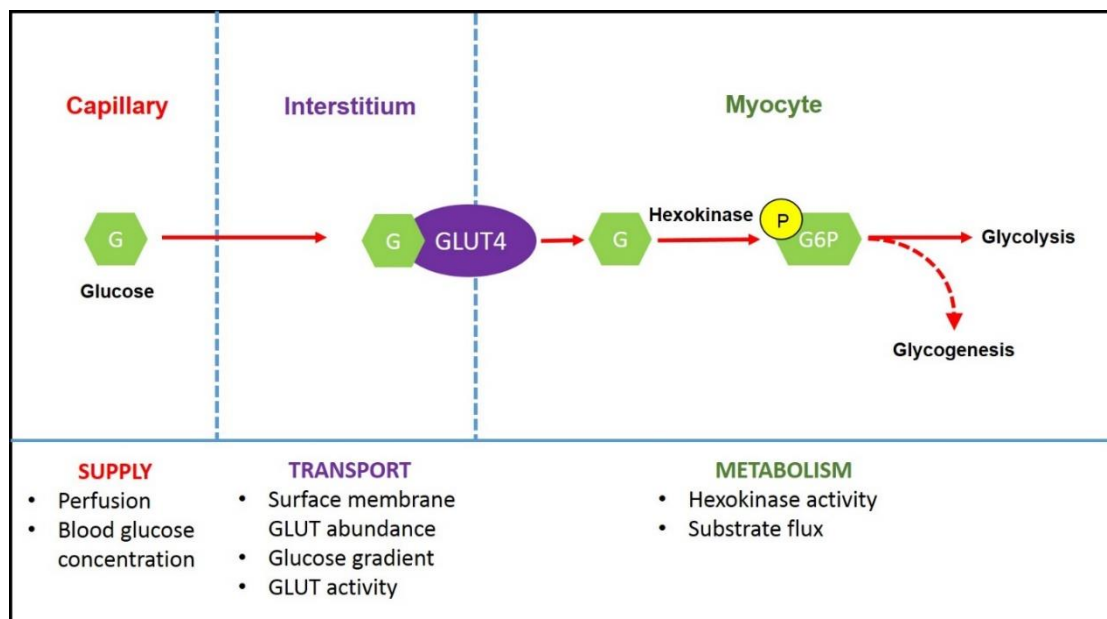 Capillary
Interstitium
Myocyte
G
Glucose
G
GLUT4
G
Hexokinase
P
G6P
Glycolysis
Glycogenesis
SUPPLY
• Perfusion
• Blood glucose
concentration
TRANSPORT
• Surface membrane
GLUT abundance
• Glucose gradient
• GLUT activity
METABOLISM
• Hexokinase activity
• Substrate flux